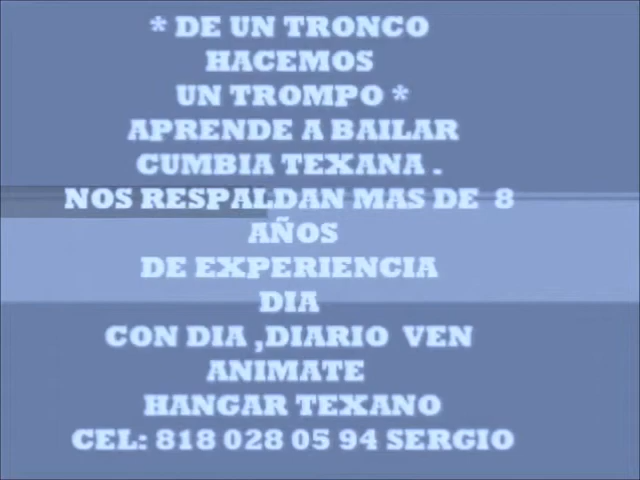 * DE UN TRONCO
HACEMOS
UN TROMPO *
APRENDE A BAILAR
CUMBIA TEXANA .
NOS RESPALDAN MAS DE 8
AÑOS
DE EXPERIENCIA
DIA
CON DIA ,DIARIO VEN
ANIMATE
HANGAR TEXANO
CEL: 818 028 05 94 SERGIO